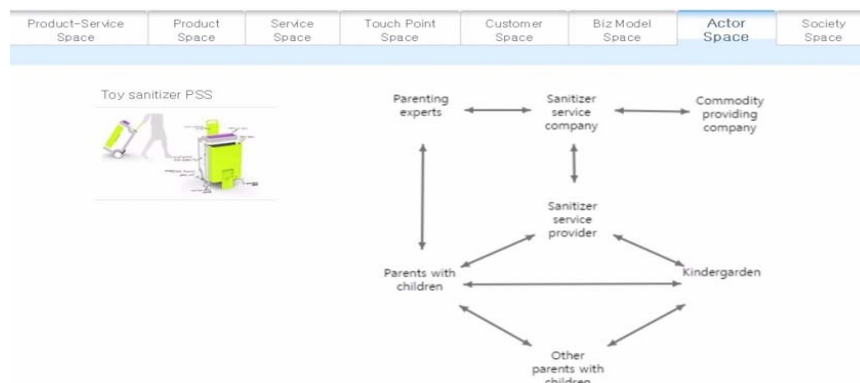 Product-Service Space
Product Space
Service Space
Touch Point Space
Customer Space
Biz Model Space
Actor Space
Society Space
Toy sanitizer PSS
Parenting
experts
Sanitizer
service
company
Commodity
providing
company
Sanitizer
service
provider
Parents with
children
Kindergarden
Other
parents with
children